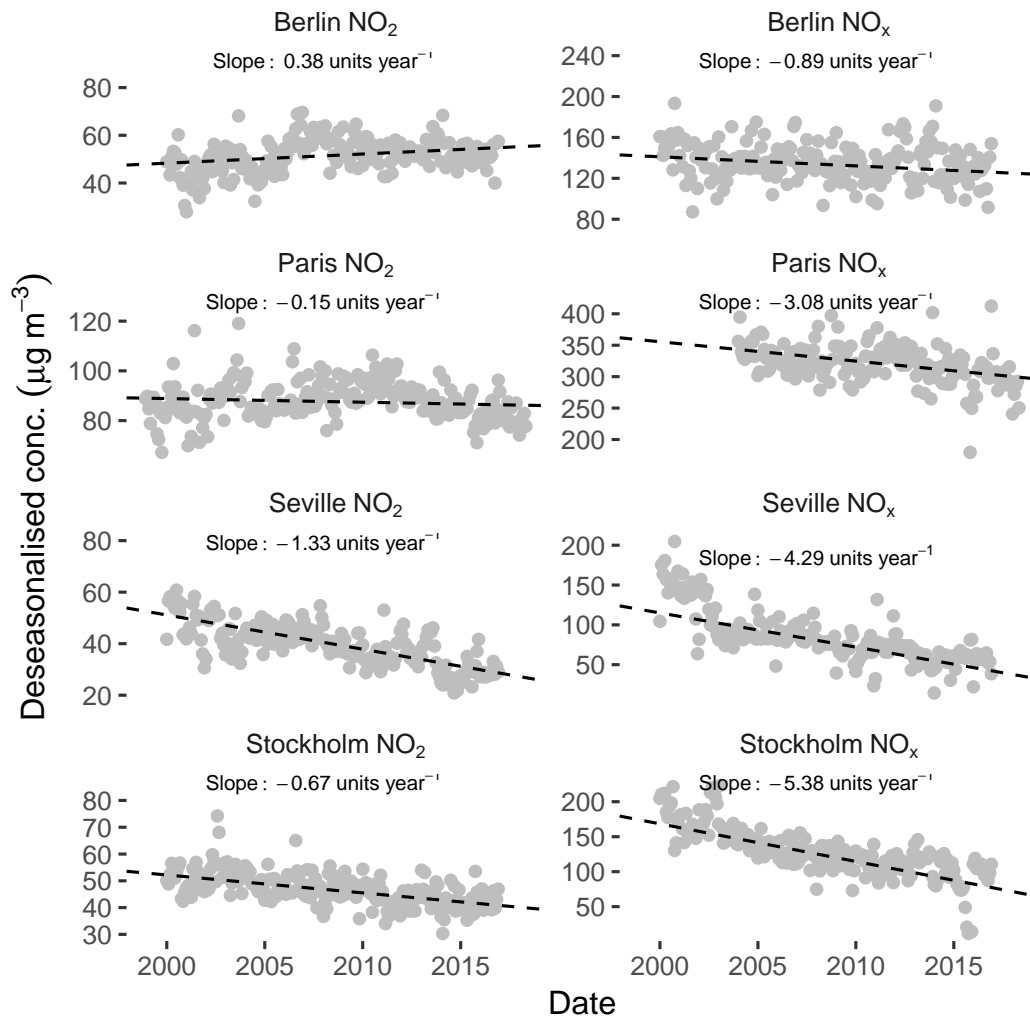 Berlin NO₂
Slope : 0.38 units year⁻¹
80
60
40
Berlin NOₓ
Slope : −0.89 units year⁻¹
240
200
160
120
80
Paris NO₂
Slope : −0.15 units year⁻¹
120
100
80
Paris NOₓ
Slope : −3.08 units year⁻¹
400
350
300
250
200
Seville NO₂
Slope : −1.33 units year⁻¹
80
60
40
20
Seville NOₓ
Slope : −4.29 units year⁻¹
200
150
100
50
Stockholm NO₂
Slope : −0.67 units year⁻¹
80
70
60
50
40
30
Stockholm NOₓ
Slope : −5.38 units year⁻¹
200
150
100
50
2000 2005 2010 2015
2000 2005 2010 2015
Date
Deseasonalised conc. (μg m⁻³)